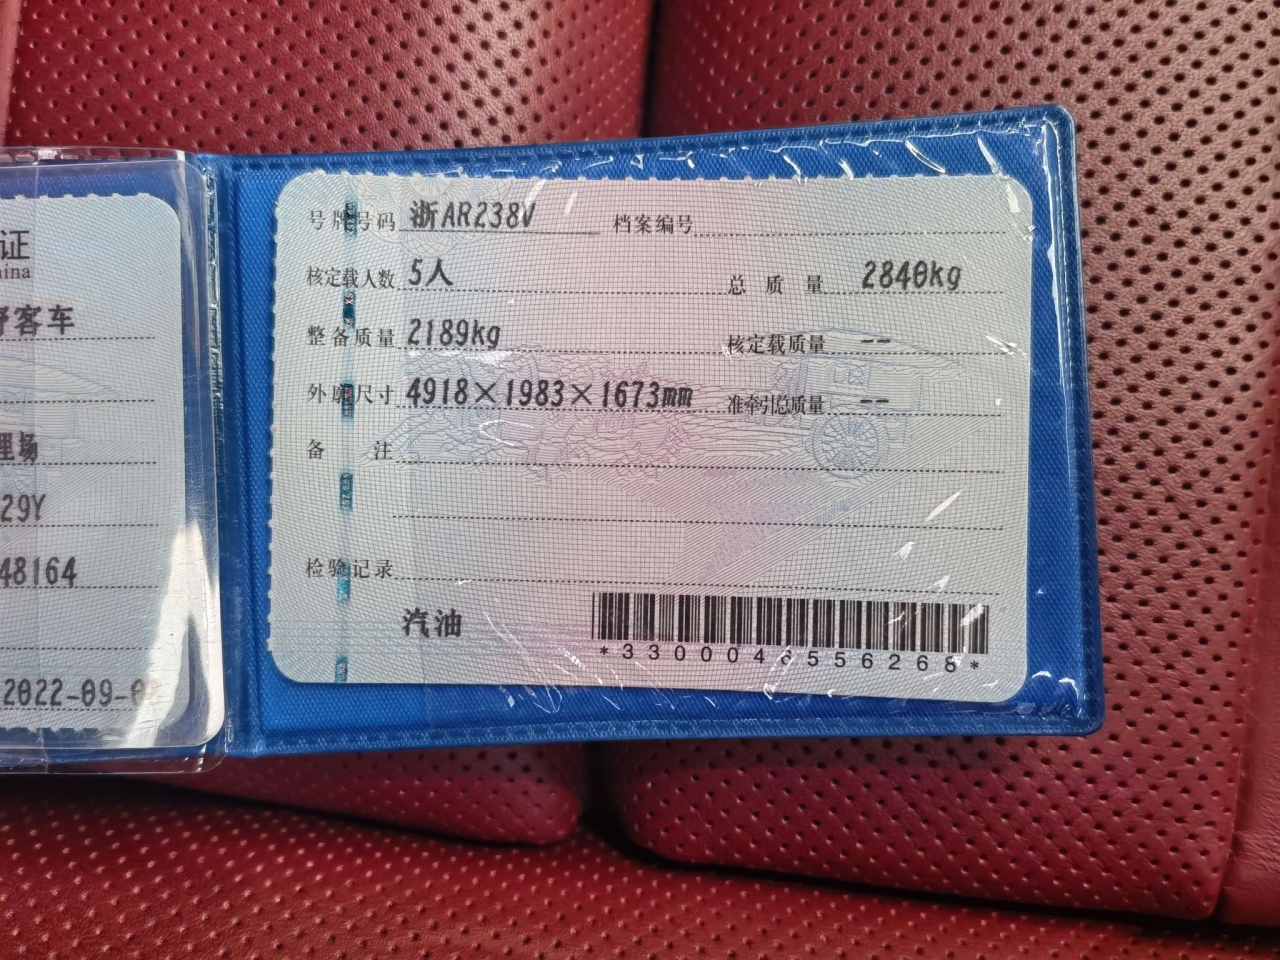 证
hina
野客车
理场
29Y
48164
2022-09-0
号牌号码 浙AR238V 档案编号
核定载人数 5人 总质量 2840kg
整备质量 2189kg 核定载质量 --
外廓尺寸 4918×1983×1673mm 准牵引总质量 --
备注
检验记录
汽油
*3300046556268*